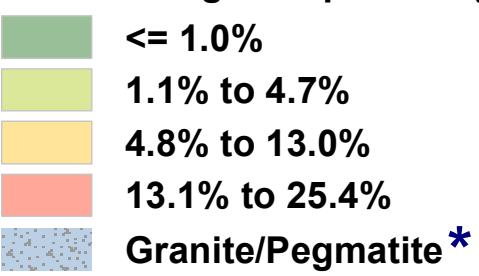 <= 1.0%
1.1% to 4.7%
4.8% to 13.0%
13.1% to 25.4%
Granite/Pegmatite*